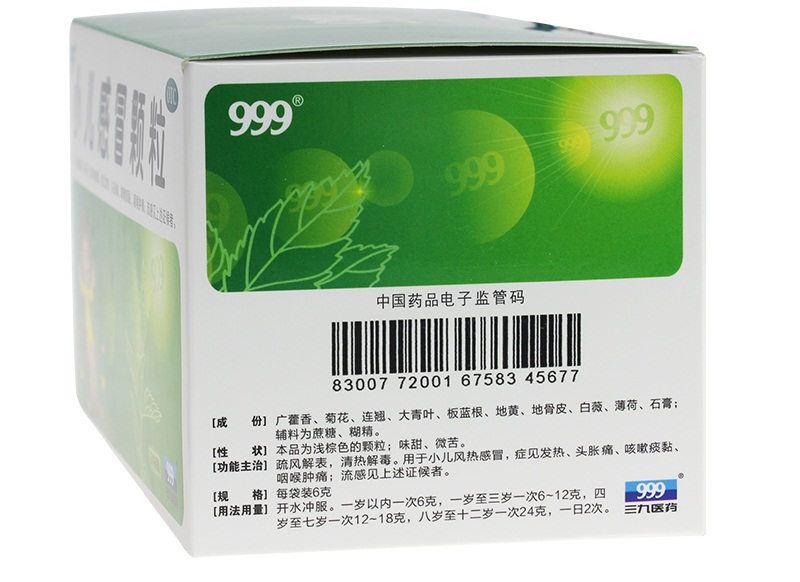 OTC
小儿感冒颗粒
999
999®
999
999
999
999
999
中国药品电子监管码
83007 72001 67583 45677
[成 份] 广藿香、菊花、连翘、大青叶、板蓝根、地黄、地骨皮、白薇、薄荷、石膏；
辅料为蔗糖、糊精。
[性 状] 本品为浅棕色的颗粒；味甜、微苦。
[功能主治] 疏风解表，清热解毒。用于小儿风热感冒，症见发热、头胀痛、咳嗽痰黏、
咽喉肿痛；流感见上述证候者。
[规 格] 每袋装6克
[用法用量] 开水冲服。一岁以内一次6克，一岁至三岁一次6~12克，四
岁至七岁一次12~18克，八岁至十二岁一次24克，一日2次。
999®
三九医药